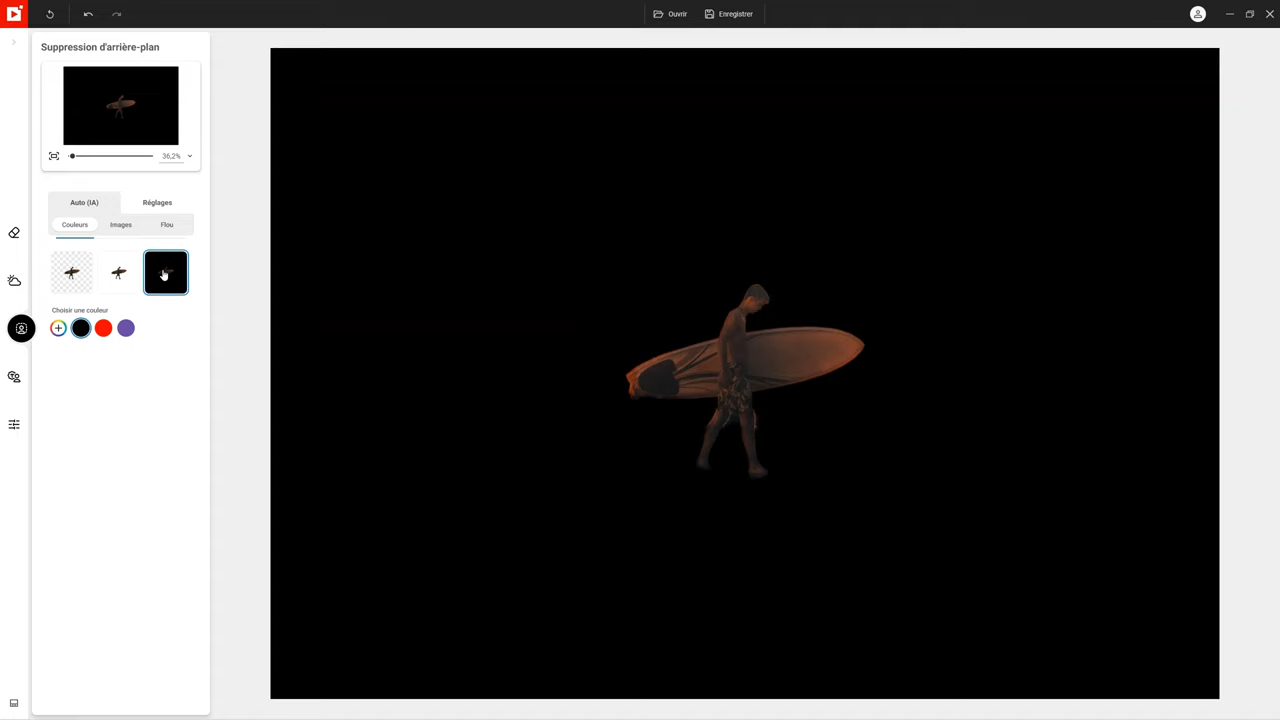 Ouvrir
Enregistrer
Suppression d'arrière-plan
36,2%
Auto (IA)
Réglages
Couleurs
Images
Flou
Choisir une couleur